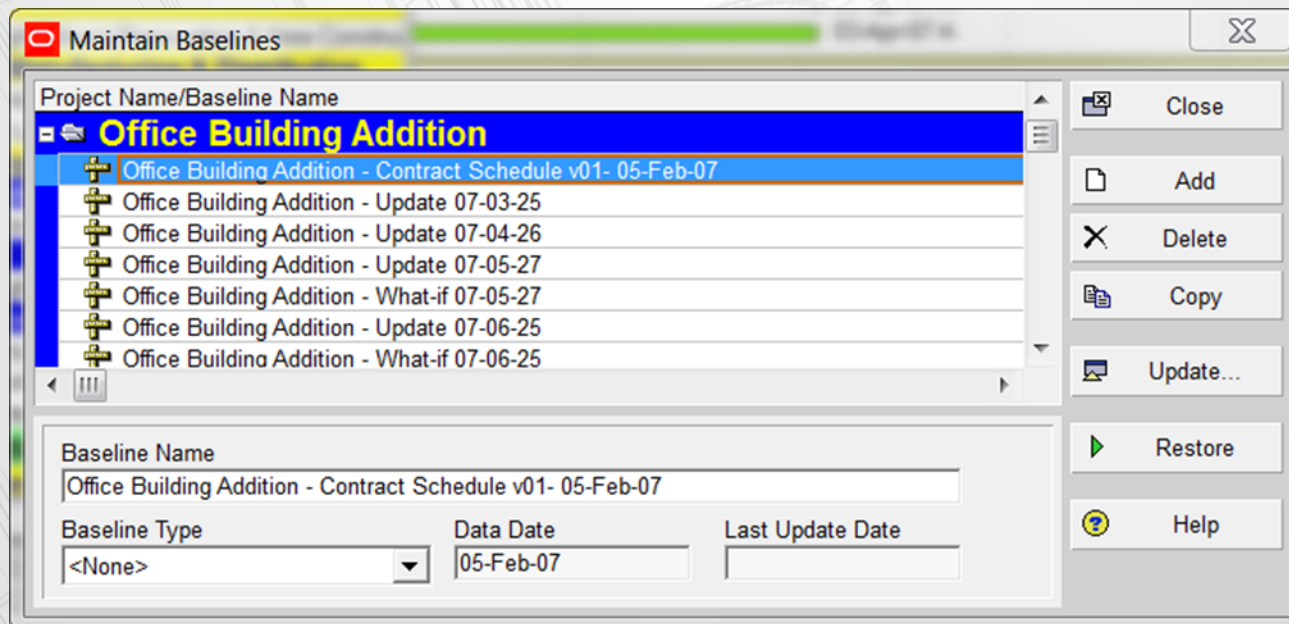 Maintain Baselines
Project Name/Baseline Name
Office Building Addition
Office Building Addition - Contract Schedule v01- 05-Feb-07
Office Building Addition - Update 07-03-25
Office Building Addition - Update 07-04-26
Office Building Addition - Update 07-05-27
Office Building Addition - What-if 07-05-27
Office Building Addition - Update 07-06-25
Office Building Addition - What-if 07-06-25
Close
Add
Delete
Copy
Update...
Restore
Help
Baseline Name
Office Building Addition - Contract Schedule v01- 05-Feb-07
Baseline Type Data Date Last Update Date
<None> 05-Feb-07